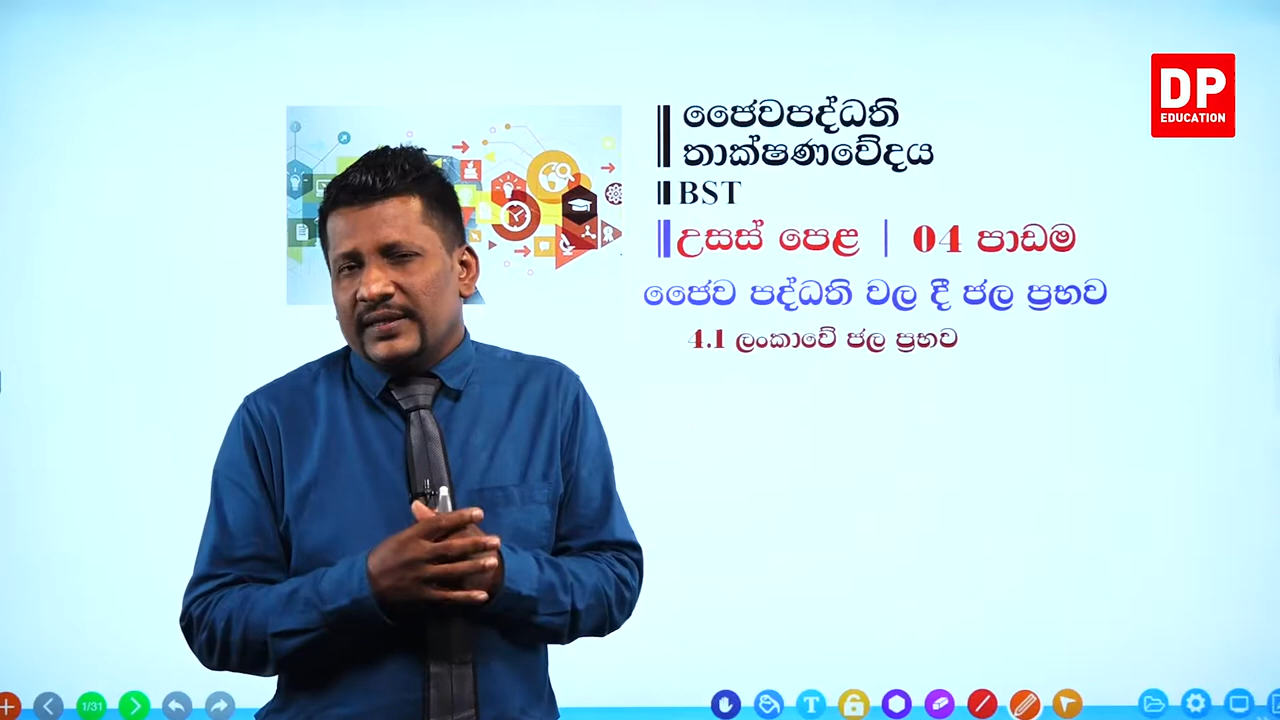 DP
EDUCATION
ජෛවපද්ධති
තාක්ෂණවේදය
BST
උසස් පෙළ | 04 පාඩම
ජෛව පද්ධති වල දී ජල ප්‍රභව
4.1 ලංකාවේ ජල ප්‍රභව
1/31
T